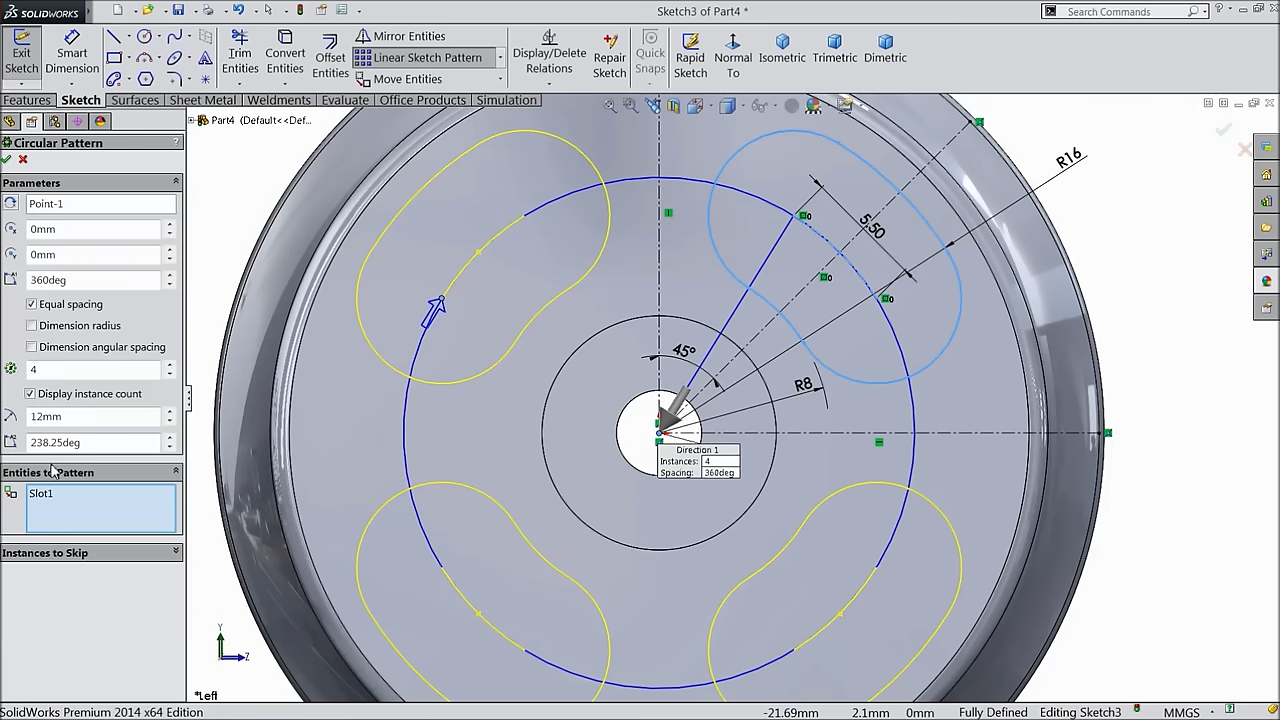 SOLIDWORKS
Sketch3 of Part4 *
Search Commands
Exit Sketch
Smart Dimension
Trim Entities
Convert Entities
Offset Entities
Mirror Entities
Linear Sketch Pattern
Move Entities
Display/Delete Relations
Repair Sketch
Quick Snaps
Rapid Sketch
Normal To
Isometric
Trimetric
Dimetric
Features
Sketch
Surfaces
Sheet Metal
Weldments
Evaluate
Office Products
Simulation
Part4 (Default<<Def...
Circular Pattern
?
Parameters
Point-1
0mm
0mm
360deg
Equal spacing
Dimension radius
Dimension angular spacing
4
Display instance count
12mm
238.25deg
Entities to Pattern
Slot1
Instances to Skip
R16
5.50
45°
R8
Direction 1
Instances: 4
Spacing: 360deg
Y
Z
*Left
SolidWorks Premium 2014 x64 Edition
-21.69mm
2.1mm
0mm
Fully Defined
Editing Sketch3
MMGS